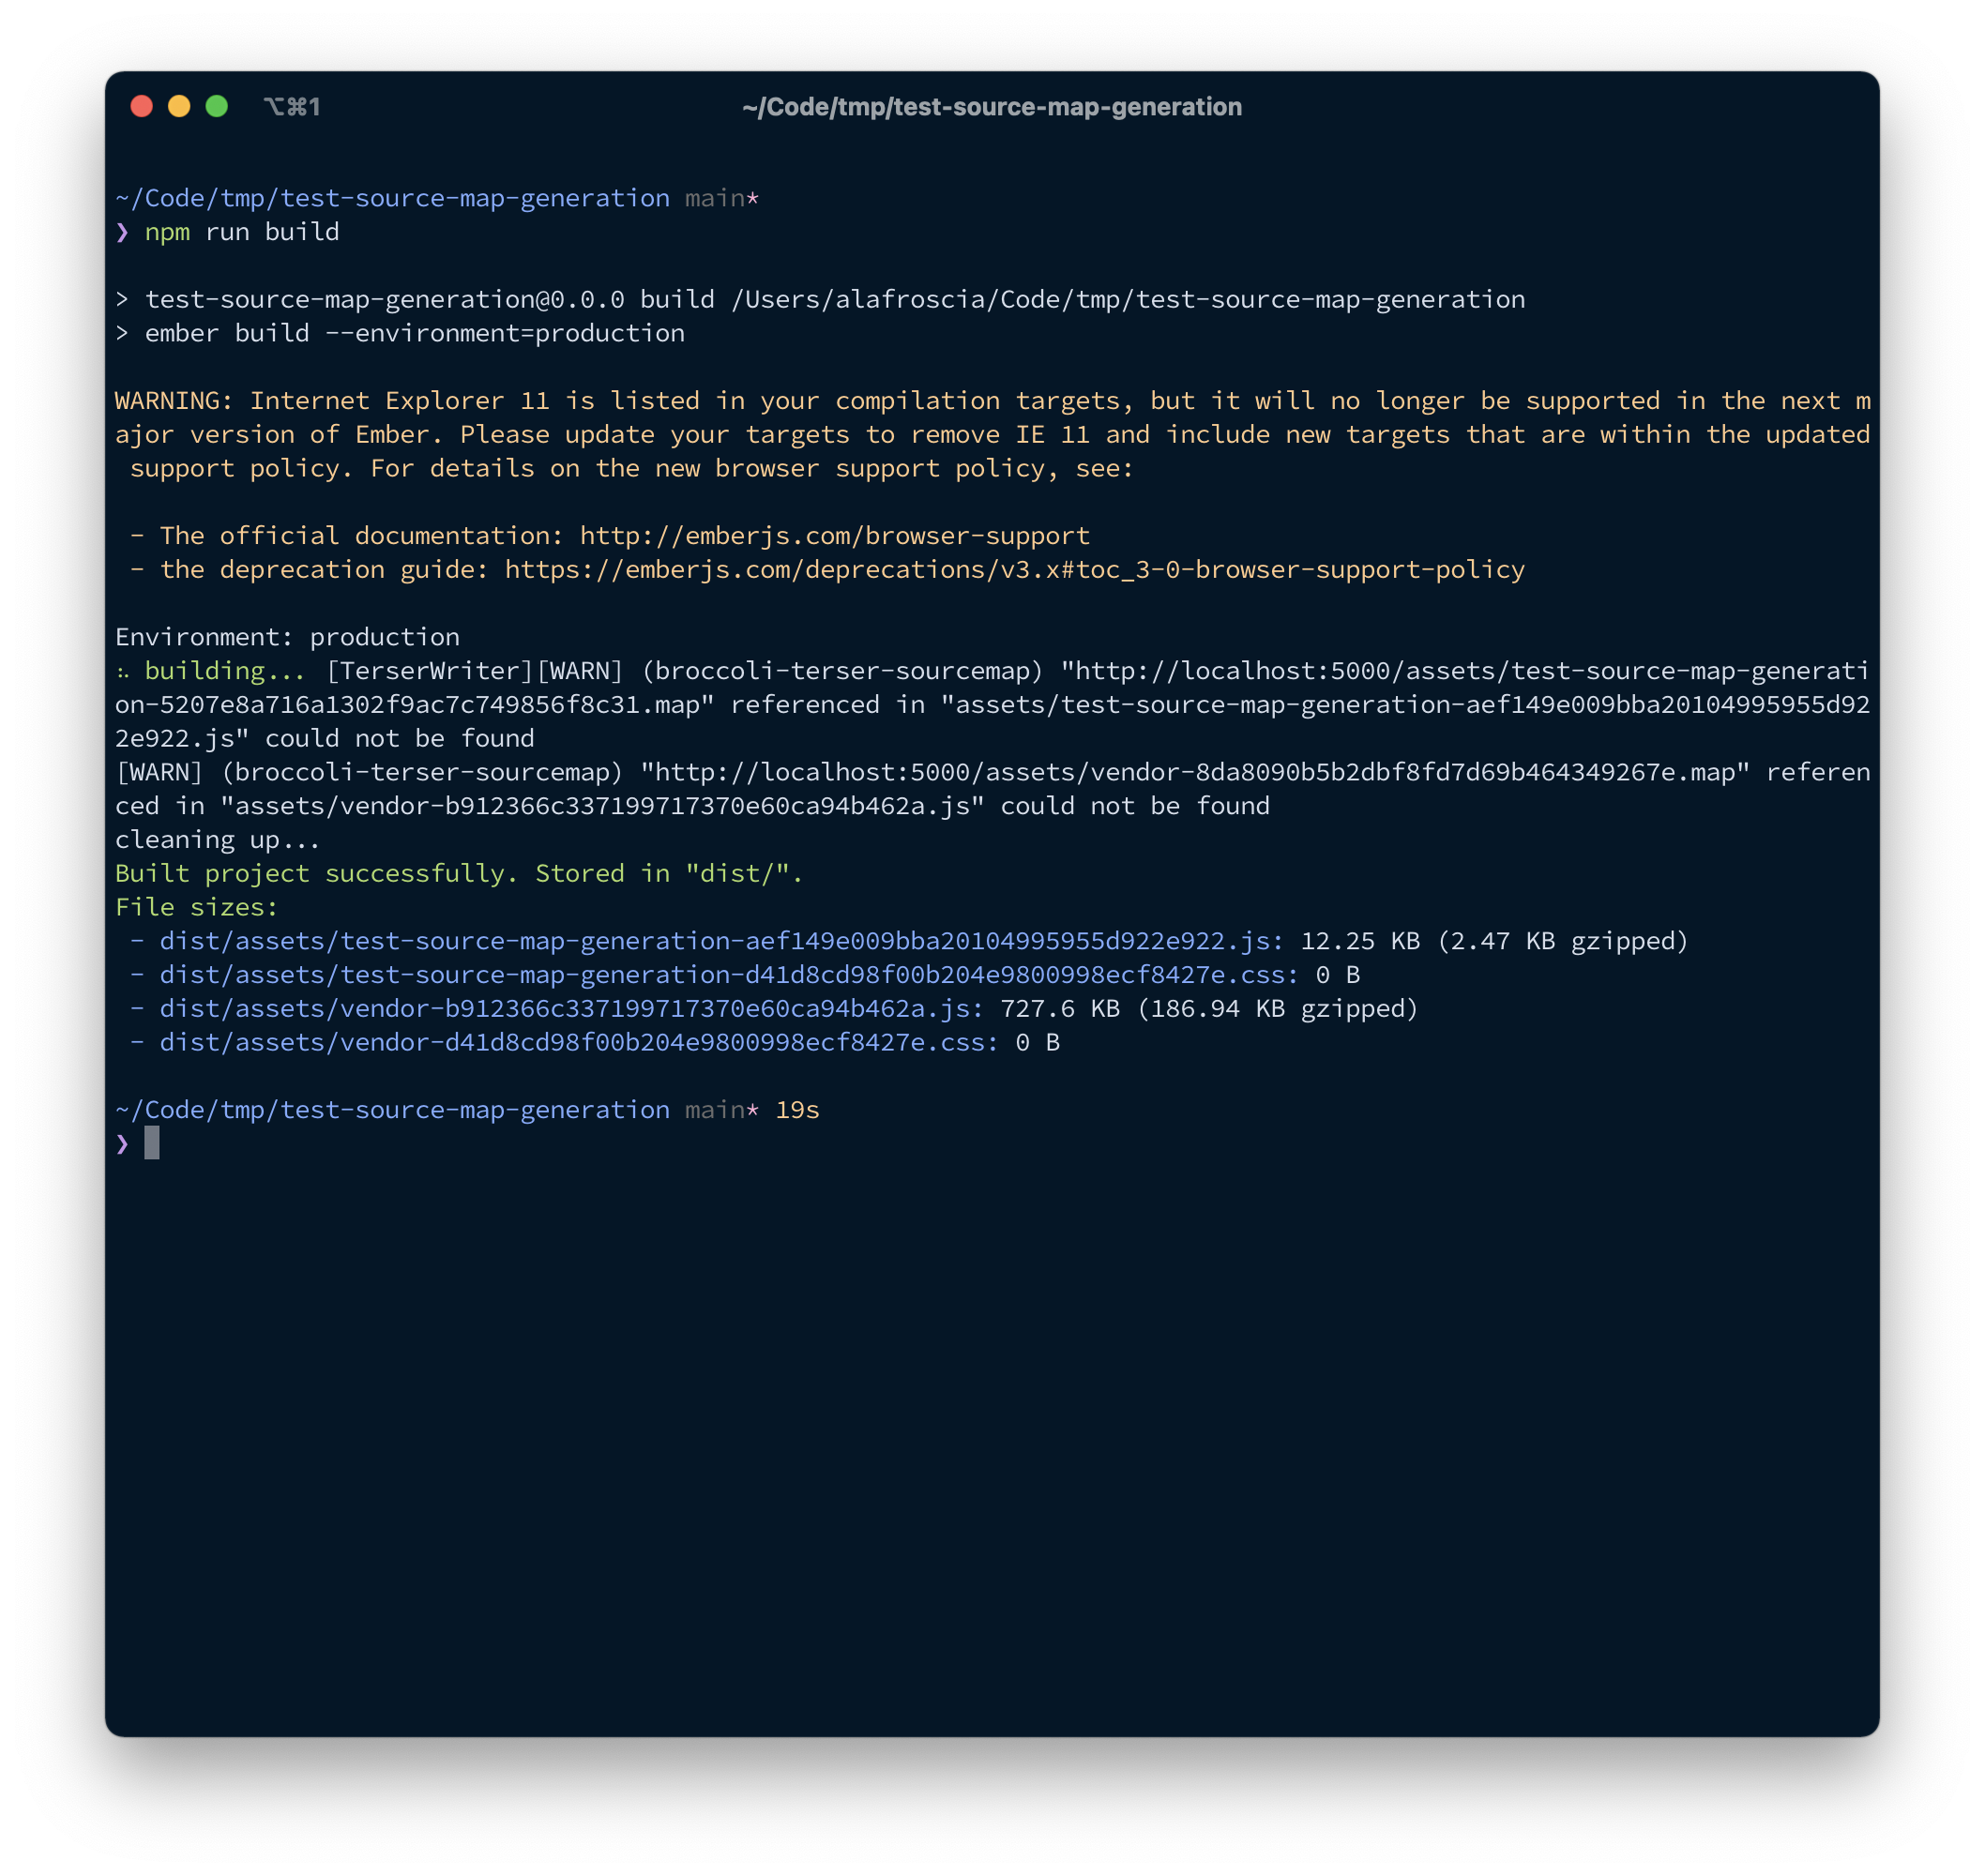 ⌥⌘1
~/Code/tmp/test-source-map-generation
~/Code/tmp/test-source-map-generation main*
❯ npm run build
> test-source-map-generation@0.0.0 build /Users/alafroscia/Code/tmp/test-source-map-generation
> ember build --environment=production
WARNING: Internet Explorer 11 is listed in your compilation targets, but it will no longer be supported in the next m
ajor version of Ember. Please update your targets to remove IE 11 and include new targets that are within the updated
 support policy. For details on the new browser support policy, see:
 - The official documentation: http://emberjs.com/browser-support
 - the deprecation guide: https://emberjs.com/deprecations/v3.x#toc_3-0-browser-support-policy
Environment: production
⠢ building... [TerserWriter][WARN] (broccoli-terser-sourcemap) "http://localhost:5000/assets/test-source-map-generati
on-5207e8a716a1302f9ac7c749856f8c31.map" referenced in "assets/test-source-map-generation-aef149e009bba20104995955d92
2e922.js" could not be found
[WARN] (broccoli-terser-sourcemap) "http://localhost:5000/assets/vendor-8da8090b5b2dbf8fd7d69b464349267e.map" referen
ced in "assets/vendor-b912366c337199717370e60ca94b462a.js" could not be found
cleaning up...
Built project successfully. Stored in "dist/".
File sizes:
 - dist/assets/test-source-map-generation-aef149e009bba20104995955d922e922.js: 12.25 KB (2.47 KB gzipped)
 - dist/assets/test-source-map-generation-d41d8cd98f00b204e9800998ecf8427e.css: 0 B
 - dist/assets/vendor-b912366c337199717370e60ca94b462a.js: 727.6 KB (186.94 KB gzipped)
 - dist/assets/vendor-d41d8cd98f00b204e9800998ecf8427e.css: 0 B
~/Code/tmp/test-source-map-generation main* 19s
❯